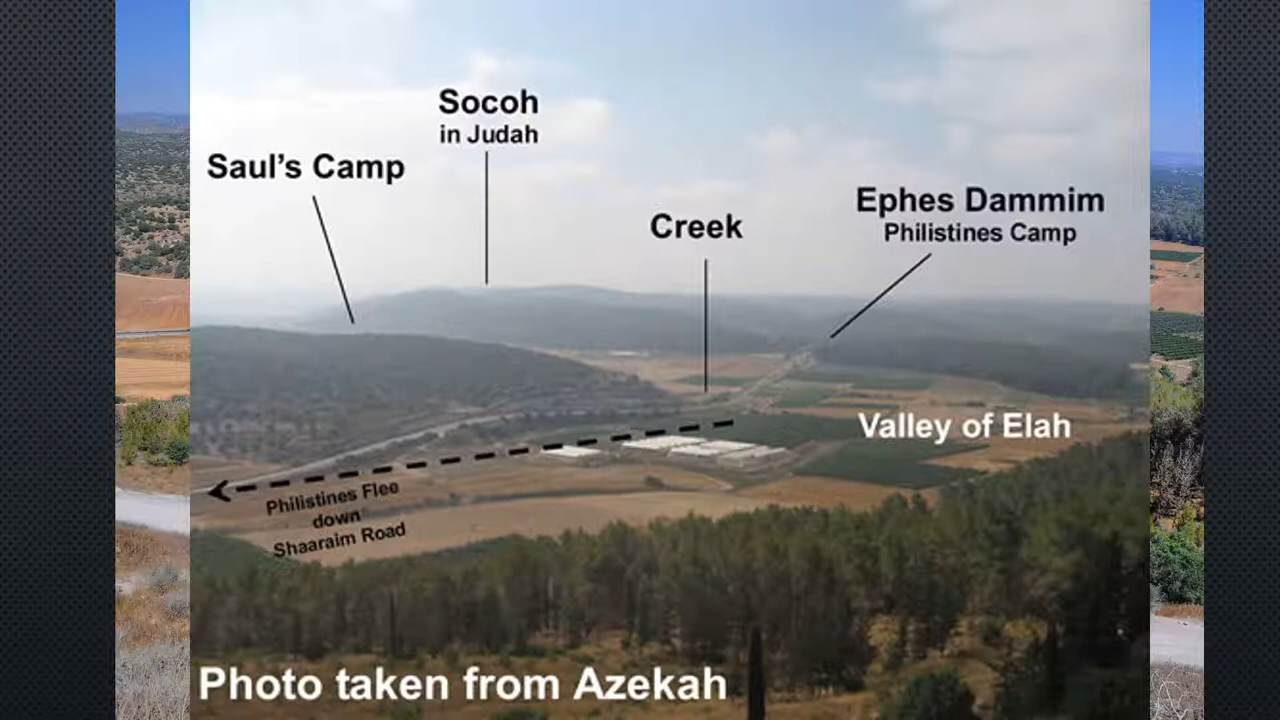 Socoh
in Judah
Saul's Camp
Creek
Ephes Dammim
Philistines Camp
Valley of Elah
Philistines Flee
down
Shaaraim Road
Photo taken from Azekah